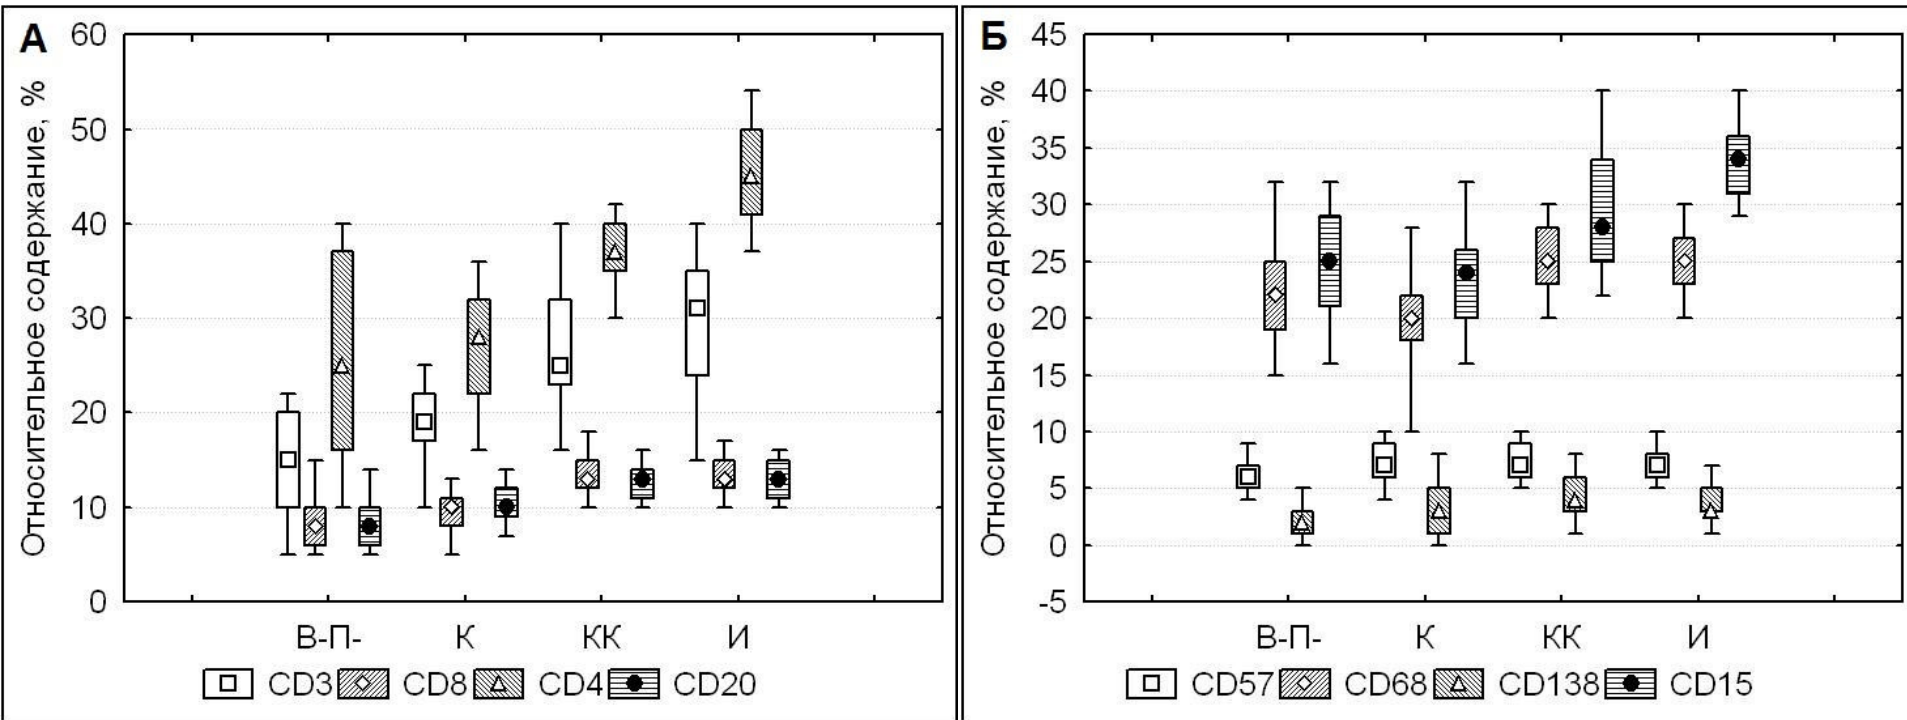 А
Относительное содержание, %
60
50
40
30
20
10
0
В-П- К КК И
CD3 CD8 CD4 CD20
Б
Относительное содержание, %
45
40
35
30
25
20
15
10
5
0
-5
В-П- К КК И
CD57 CD68 CD138 CD15